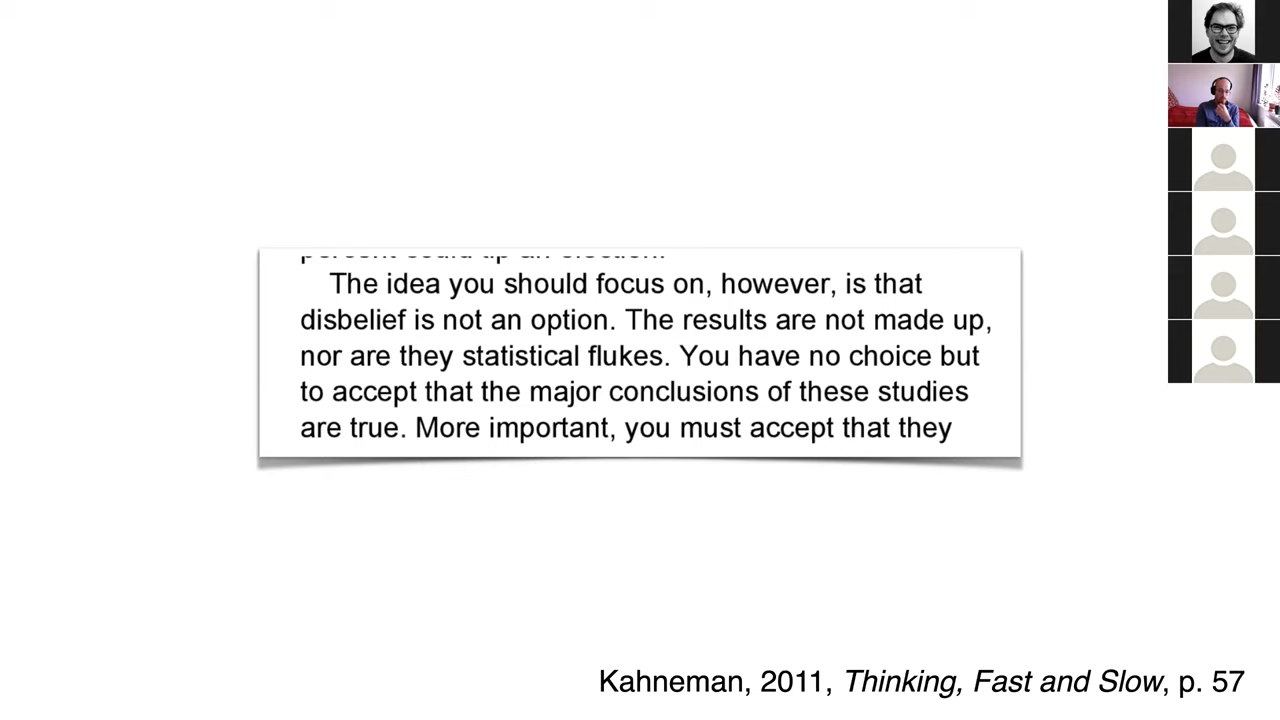 The idea you should focus on, however, is that
disbelief is not an option. The results are not made up,
nor are they statistical flukes. You have no choice but
to accept that the major conclusions of these studies
are true. More important, you must accept that they
Kahneman, 2011, Thinking, Fast and Slow, p. 57